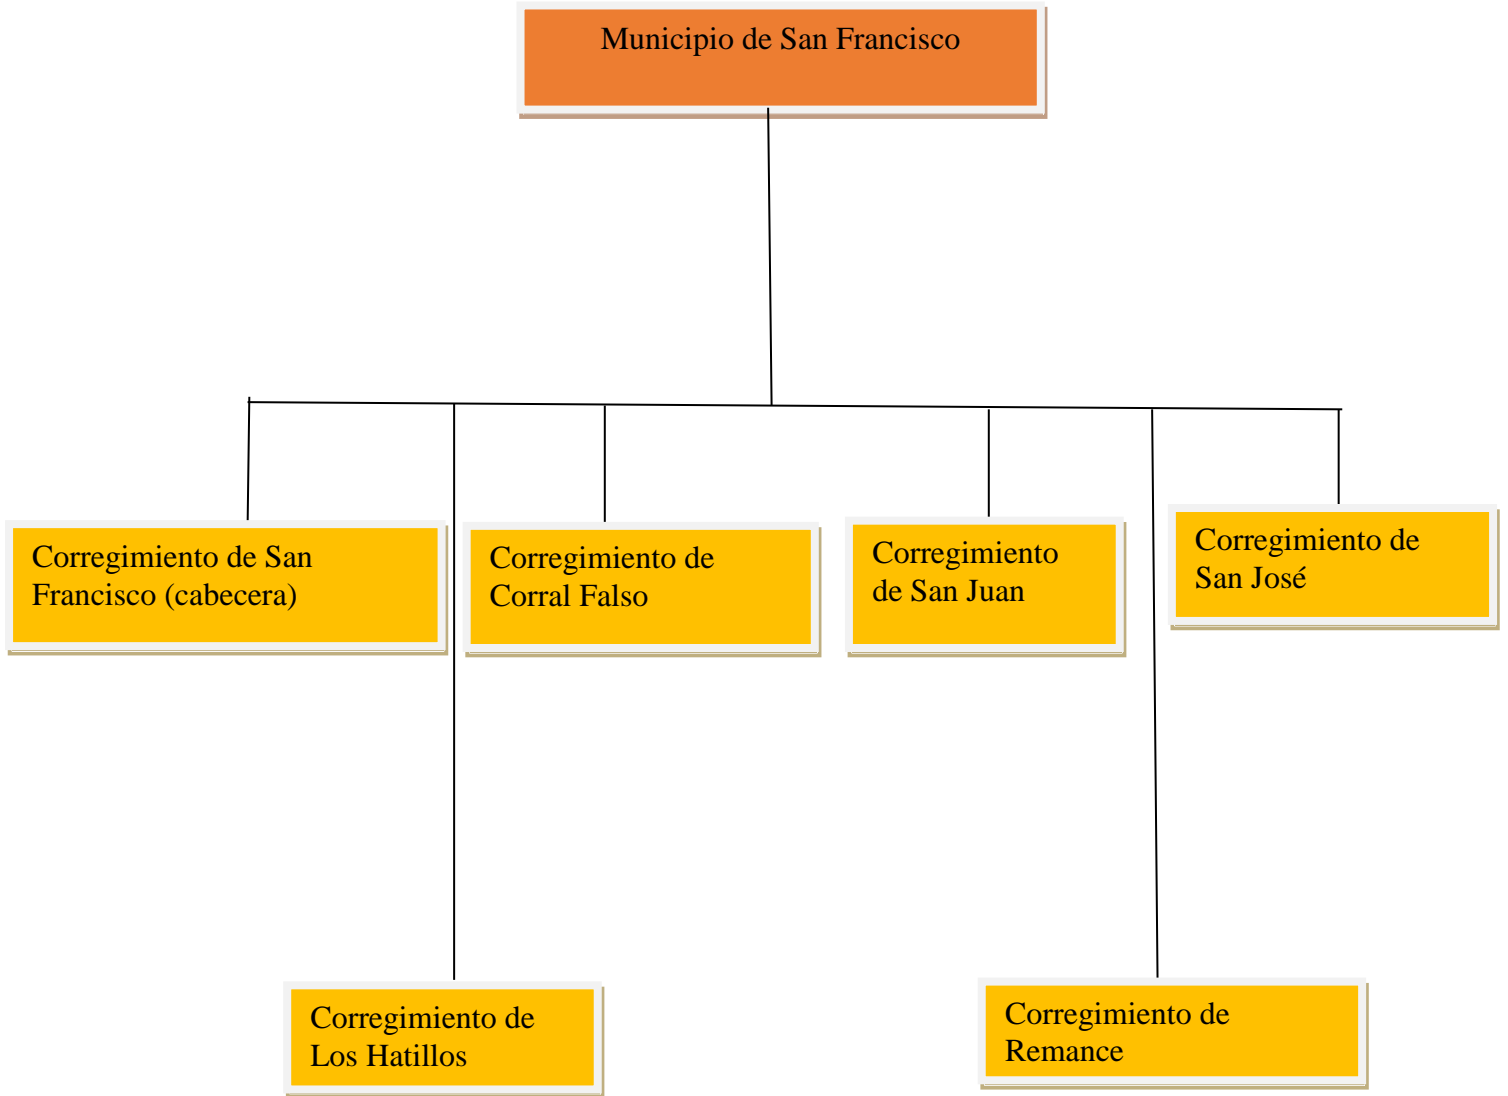 Municipio de San Francisco
Corregimiento de San
Francisco (cabecera)
Corregimiento de
Corral Falso
Corregimiento
de San Juan
Corregimiento de
San José
Corregimiento de
Los Hatillos
Corregimiento de
Remance